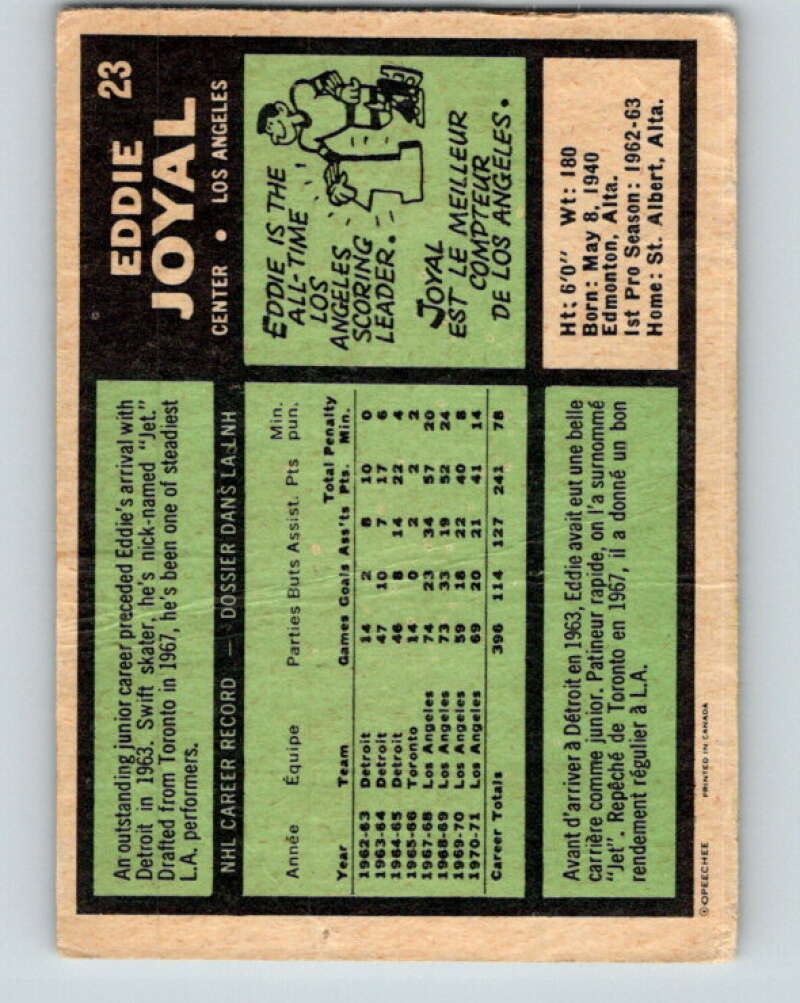 23
EDDIE
JOYAL
CENTER • LOS ANGELES
An outstanding junior career preceded Eddie's arrival with
Detroit in 1963. Swift skater, he's nick-named "Jet."
Drafted from Toronto in 1967, he's been one of steadiest
L.A. performers.
EDDIE IS THE
ALL-TIME
LOS
ANGELES
SCORING
LEADER.
JOYAL
EST LE MEILLEUR
COMPTEUR
DE LOS ANGELES.
NHL CAREER RECORD — DOSSIER DANS LA LNH
Année Équipe Parties Buts Assist. Pts Min. pun.
Year Team Games Goals Ass'ts Total Pts. Penalty Min.
1962-63 Detroit 14 2 8 10 0
1963-64 Detroit 47 10 7 17 6
1964-65 Detroit 46 8 14 22 4
1965-66 Toronto 14 0 2 2 2
1967-68 Los Angeles 74 23 34 57 20
1968-69 Los Angeles 73 33 19 52 24
1969-70 Los Angeles 59 18 22 40 8
1970-71 Los Angeles 69 20 21 41 14
Career Totals 396 114 127 241 78
Ht: 6'0" Wt: 180
Born: May 8, 1940
Edmonton, Alta.
1st Pro Season: 1962-63
Home: St. Albert, Alta.
Avant d'arriver à Détroit en 1963, Eddie avait eut une belle
carrière comme junior. Patineur rapide, on l'a surnommé
"Jet". Repêché de Toronto en 1967, il a donné un bon
rendement régulier à L.A.
©OPEECHEE PRINTED IN CANADA